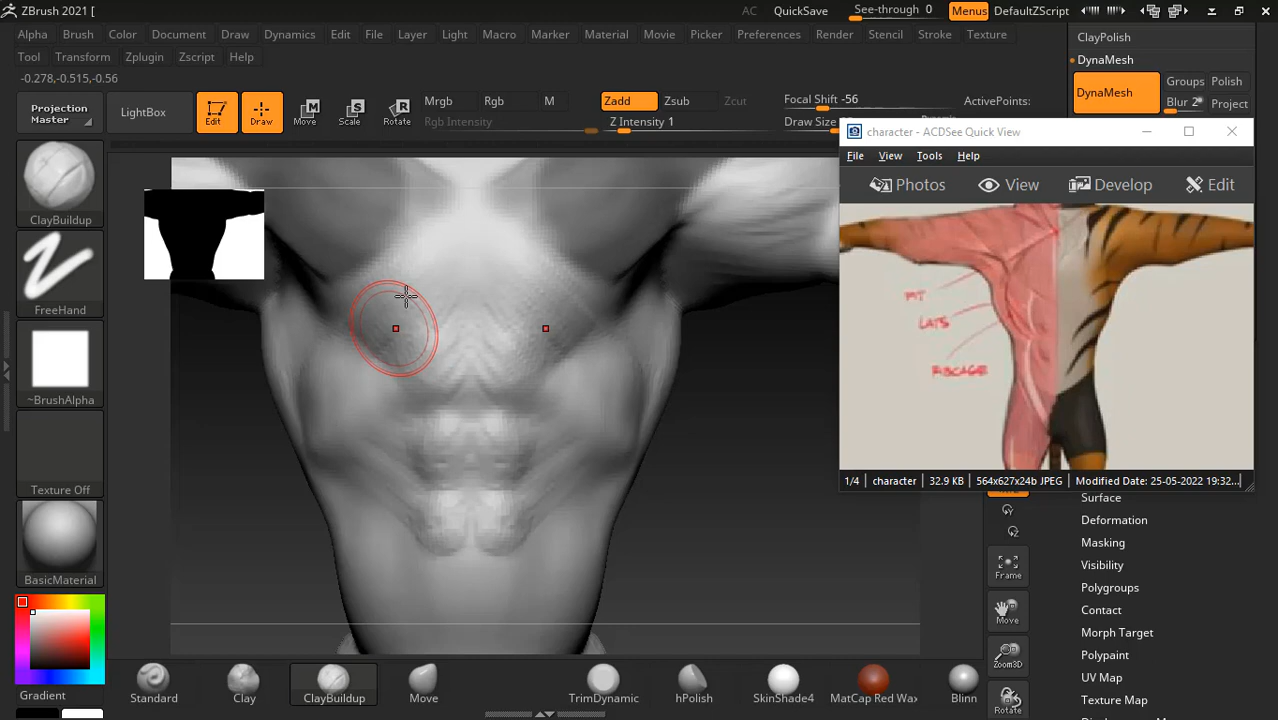 ZBrush 2021 [
AC QuickSave See-through 0 Menus DefaultZScript
Alpha Brush Color Document Draw Dynamics Edit File Layer Light Macro Marker Material Movie Picker Preferences Render Stencil Stroke Texture
Tool Transform Zplugin Zscript Help
-0.278,-0.515,-0.56
Projection Master
LightBox
Edit Draw Move Scale Rotate
Mrgb Rgb M
Rgb Intensity
Zadd Zsub Zcut
Z Intensity 1
Focal Shift -56
Draw Size
ActivePoints:
ClayPolish
DynaMesh
DynaMesh
Groups Polish
Blur 2
Project
ClayBuildup
FreeHand
~BrushAlpha
Texture Off
BasicMaterial
Gradient
character - ACDSee Quick View
File View Tools Help
Photos View Develop Edit
PIT
LATS
RIBCAGE
1/4 character 32.9 KB 564x627x24b JPEG Modified Date: 25-05-2022 19:32...
Frame
Move
Zoom3D
Rotate
Surface
Deformation
Masking
Visibility
Polygroups
Contact
Morph Target
Polypaint
UV Map
Texture Map
Standard Clay ClayBuildup Move TrimDynamic hPolish SkinShade4 MatCap Red Wax Blinn